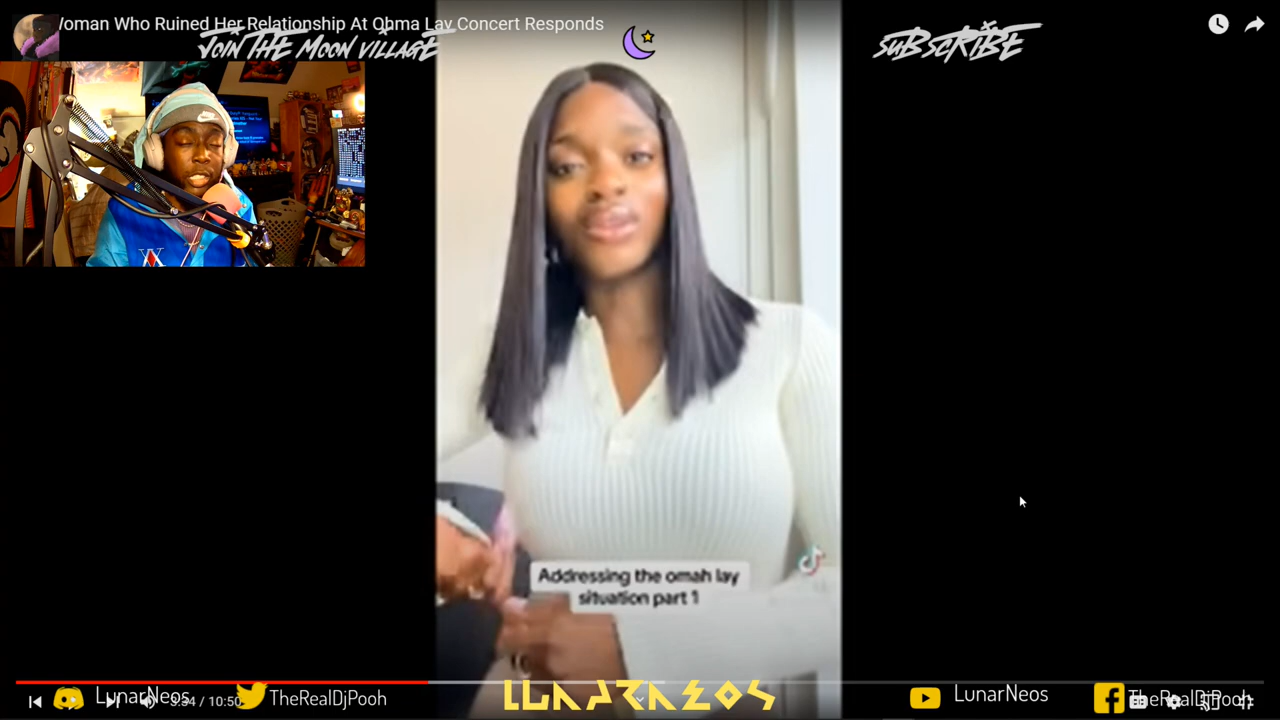 Woman Who Ruined Her Relationship At Ohma Lay Concert Responds
JOIN THE MOON VILLAGE
SUBSCRIBE
Addressing the omah lay
situation part 1
LunarNeos
3:34 / 10:50
TheRealDjPooh
LUNARNEOS
LunarNeos
TheRealDjPooh